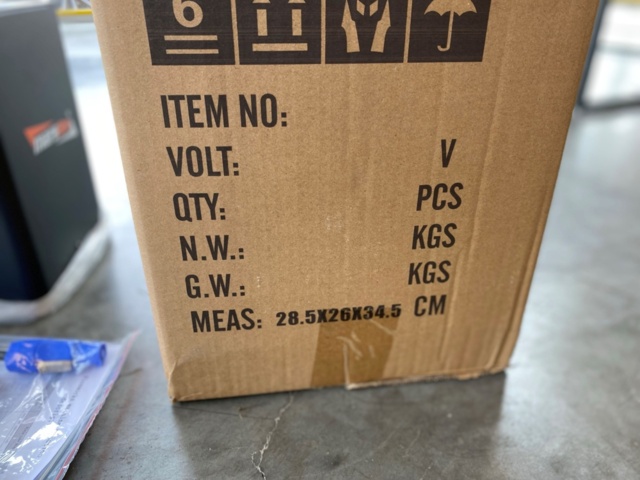 6
ITEM NO:
VOLT: V
QTY: PCS
N.W.: KGS
G.W.: KGS
MEAS: 28.5X26X34.5 CM